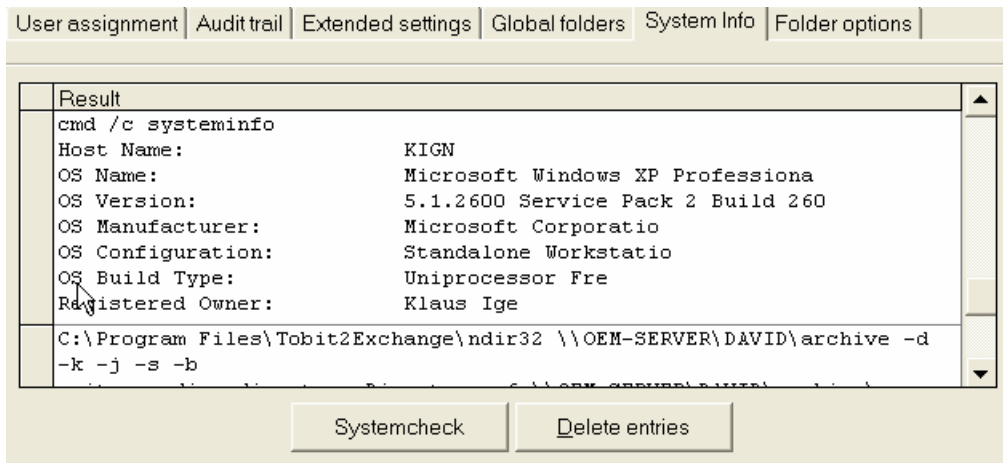 User assignment Audit trail Extended settings Global folders System Info Folder options
Result
cmd /c systeminfo
Host Name: KIGN
OS Name: Microsoft Windows XP Professiona
OS Version: 5.1.2600 Service Pack 2 Build 260
OS Manufacturer: Microsoft Corporatio
OS Configuration: Standalone Workstatio
OS Build Type: Uniprocessor Fre
Registered Owner: Klaus Ige
C:\Program Files\Tobit2Exchange\ndir32 \\OEM-SERVER\DAVID\archive -d
-k -j -s -b
Systemcheck Delete entries